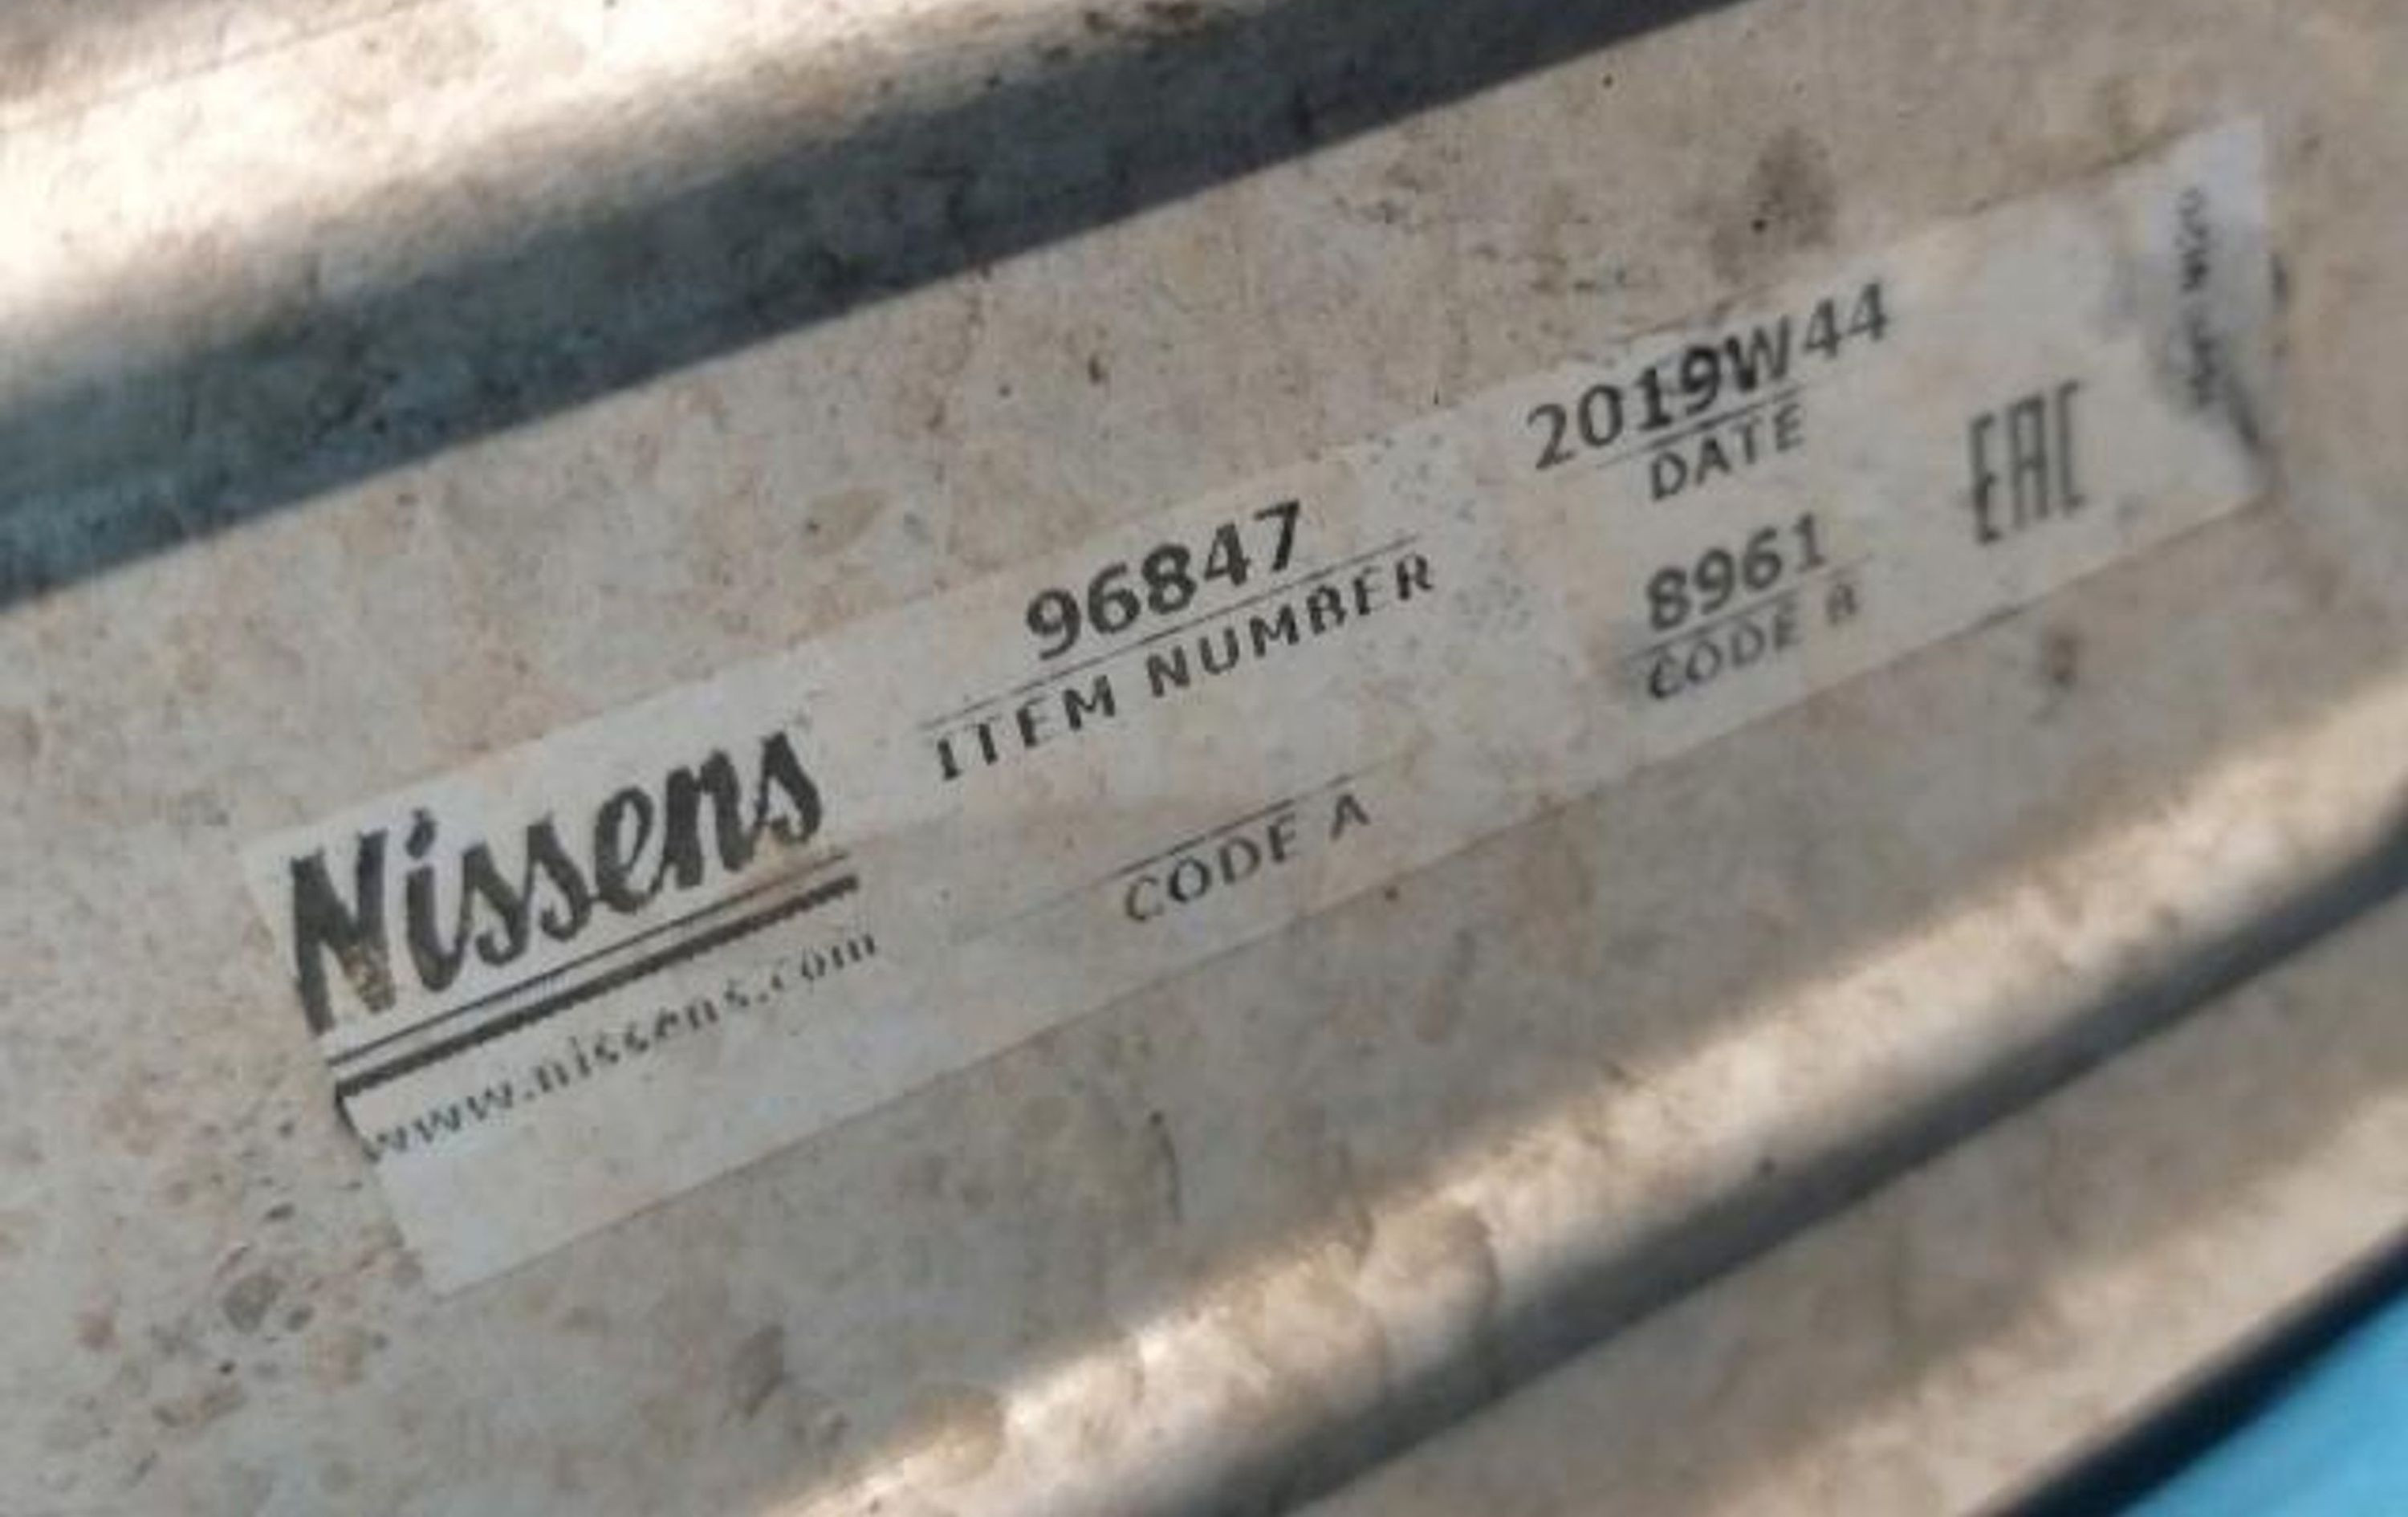 Nissens
www.nissens.com
96847
ITEM NUMBER
CODE A
2019W44
DATE
8961
CODE B
EAC